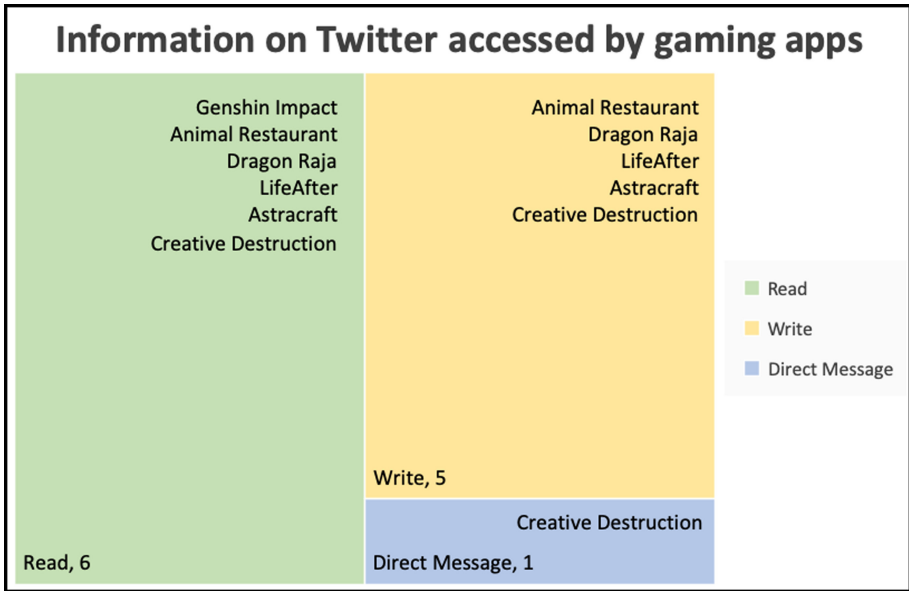 Information on Twitter accessed by gaming apps
Genshin Impact
Animal Restaurant
Dragon Raja
LifeAfter
Astracraft
Creative Destruction
Read, 6
Animal Restaurant
Dragon Raja
LifeAfter
Astracraft
Creative Destruction
Write, 5
Creative Destruction
Direct Message, 1
Read
Write
Direct Message